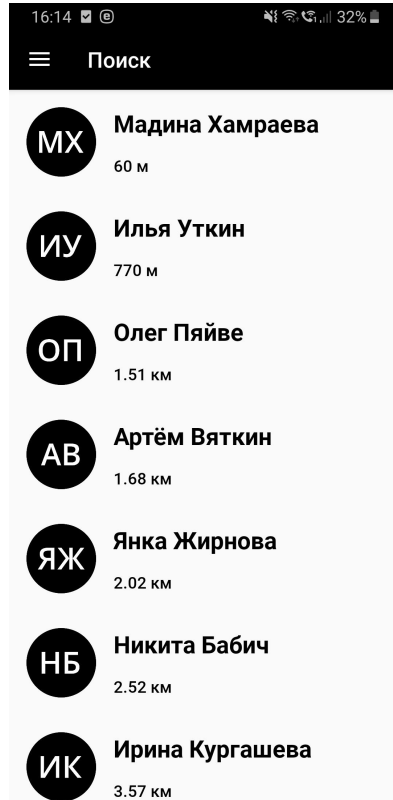 16:14 32%
Поиск
МХ Мадина Хамраева
60 м
ИУ Илья Уткин
770 м
ОП Олег Пяйве
1.51 км
АВ Артём Вяткин
1.68 км
ЯЖ Янка Жирнова
2.02 км
НБ Никита Бабич
2.52 км
ИК Ирина Кургашева
3.57 км